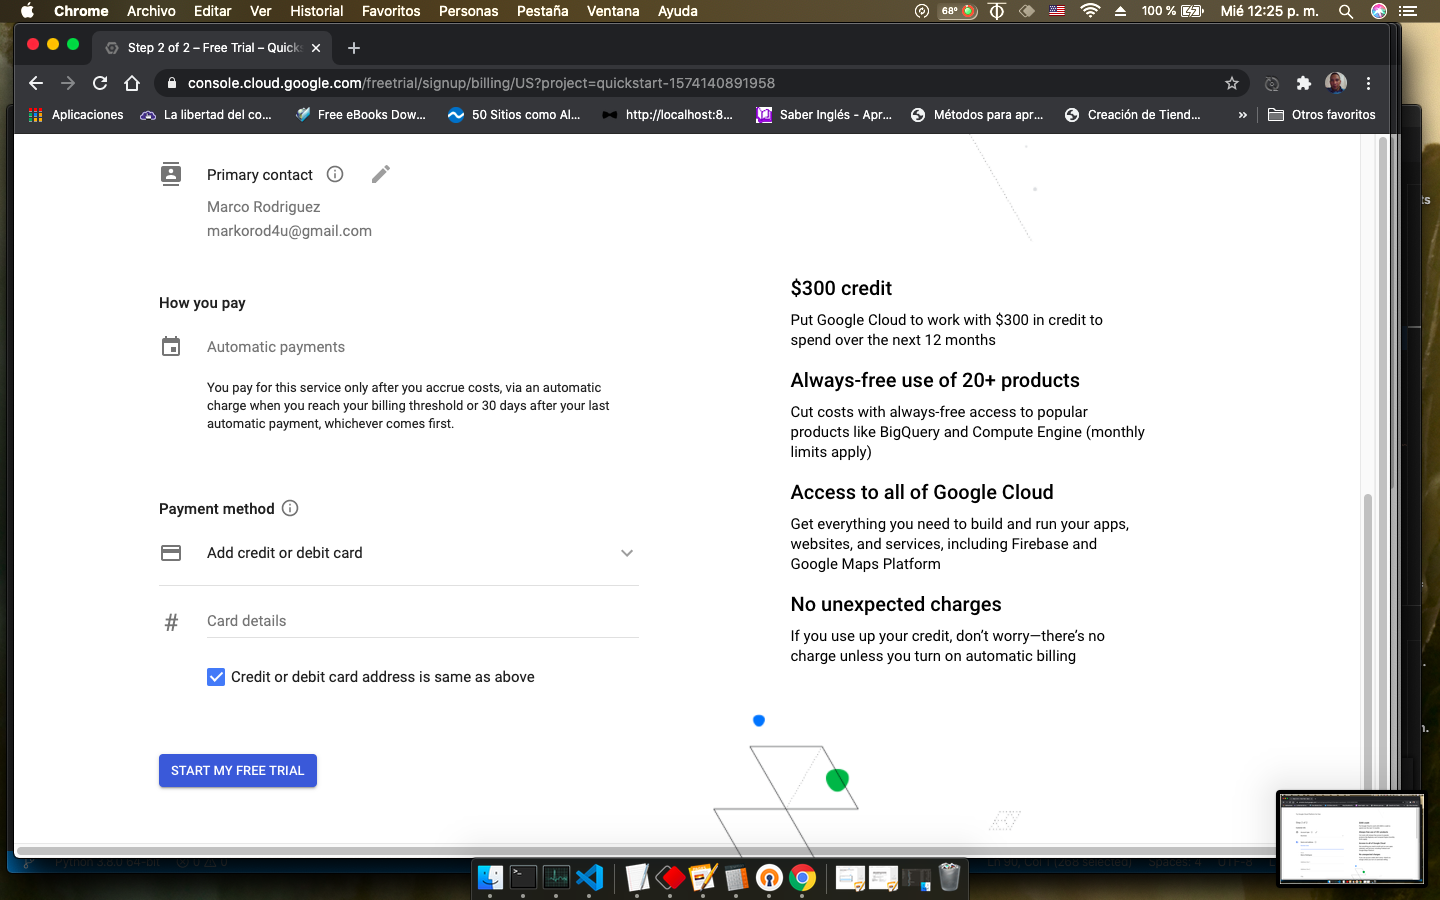 Chrome Archivo Editar Ver Historial Favoritos Personas Pestaña Ventana Ayuda 68° 100 % Mié 12:25 p. m.
Step 2 of 2 – Free Trial – Quicks
console.cloud.google.com/freetrial/signup/billing/US?project=quickstart-1574140891958
Aplicaciones La libertad del co... Free eBooks Dow... 50 Sitios como Al... http://localhost:8... Saber Inglés - Apr... Métodos para apr... Creación de Tiend... » Otros favoritos
Primary contact
Marco Rodriguez
markorod4u@gmail.com
How you pay
Automatic payments
You pay for this service only after you accrue costs, via an automatic
charge when you reach your billing threshold or 30 days after your last
automatic payment, whichever comes first.
Payment method
Add credit or debit card
# Card details
Credit or debit card address is same as above
START MY FREE TRIAL
$300 credit
Put Google Cloud to work with $300 in credit to
spend over the next 12 months
Always-free use of 20+ products
Cut costs with always-free access to popular
products like BigQuery and Compute Engine (monthly
limits apply)
Access to all of Google Cloud
Get everything you need to build and run your apps,
websites, and services, including Firebase and
Google Maps Platform
No unexpected charges
If you use up your credit, don’t worry—there’s no
charge unless you turn on automatic billing